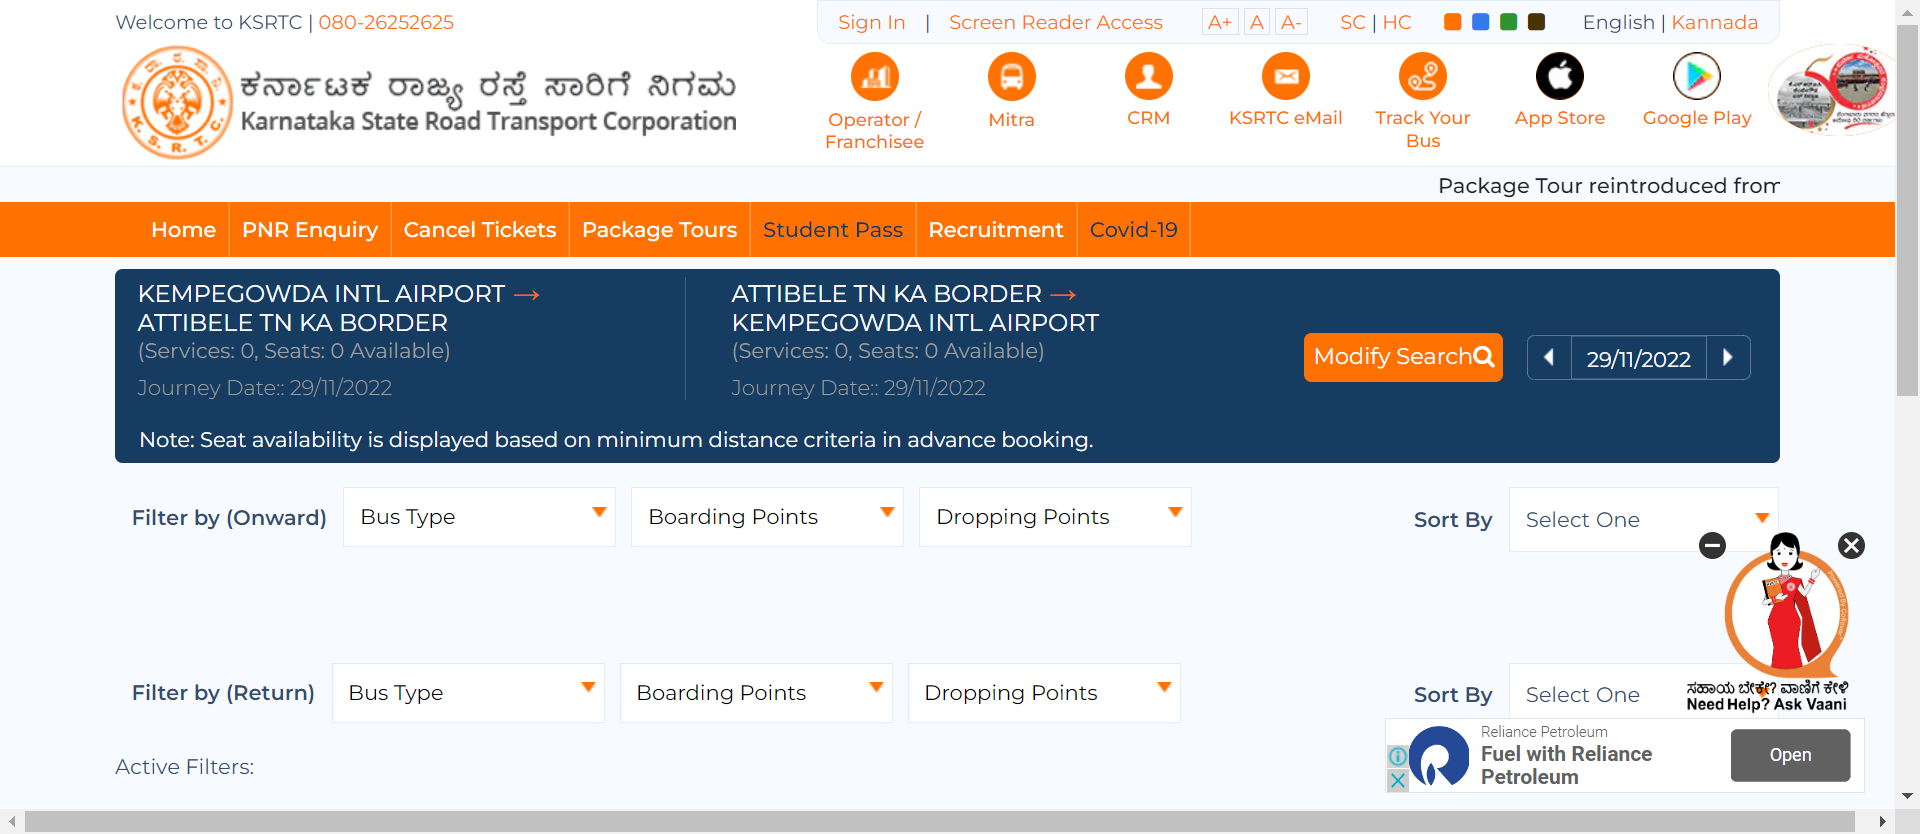 Welcome to KSRTC | 080-26252625
Sign In | Screen Reader Access A+ A A- SC | HC English | Kannada
ಕರ್ನಾಟಕ ರಾಜ್ಯ ರಸ್ತೆ ಸಾರಿಗೆ ನಿಗಮ
Karnataka State Road Transport Corporation
K. S. R. T. C.
Operator / Franchisee
Mitra
CRM
KSRTC eMail
Track Your Bus
App Store
Google Play
Package Tour reintroduced from
Home PNR Enquiry Cancel Tickets Package Tours Student Pass Recruitment Covid-19
KEMPEGOWDA INTL AIRPORT →
ATTIBELE TN KA BORDER
(Services: 0, Seats: 0 Available)
Journey Date:: 29/11/2022
ATTIBELE TN KA BORDER →
KEMPEGOWDA INTL AIRPORT
(Services: 0, Seats: 0 Available)
Journey Date:: 29/11/2022
Modify Search
29/11/2022
Note: Seat availability is displayed based on minimum distance criteria in advance booking.
Filter by (Onward) Bus Type Boarding Points Dropping Points Sort By Select One
Filter by (Return) Bus Type Boarding Points Dropping Points Sort By Select One
ಸಹಾಯ ಬೇಕೇ? ವಾಣಿಗೆ ಕೇಳಿ
Need Help? Ask Vaani
Reliance Petroleum
Fuel with Reliance
Petroleum
Open
Active Filters: